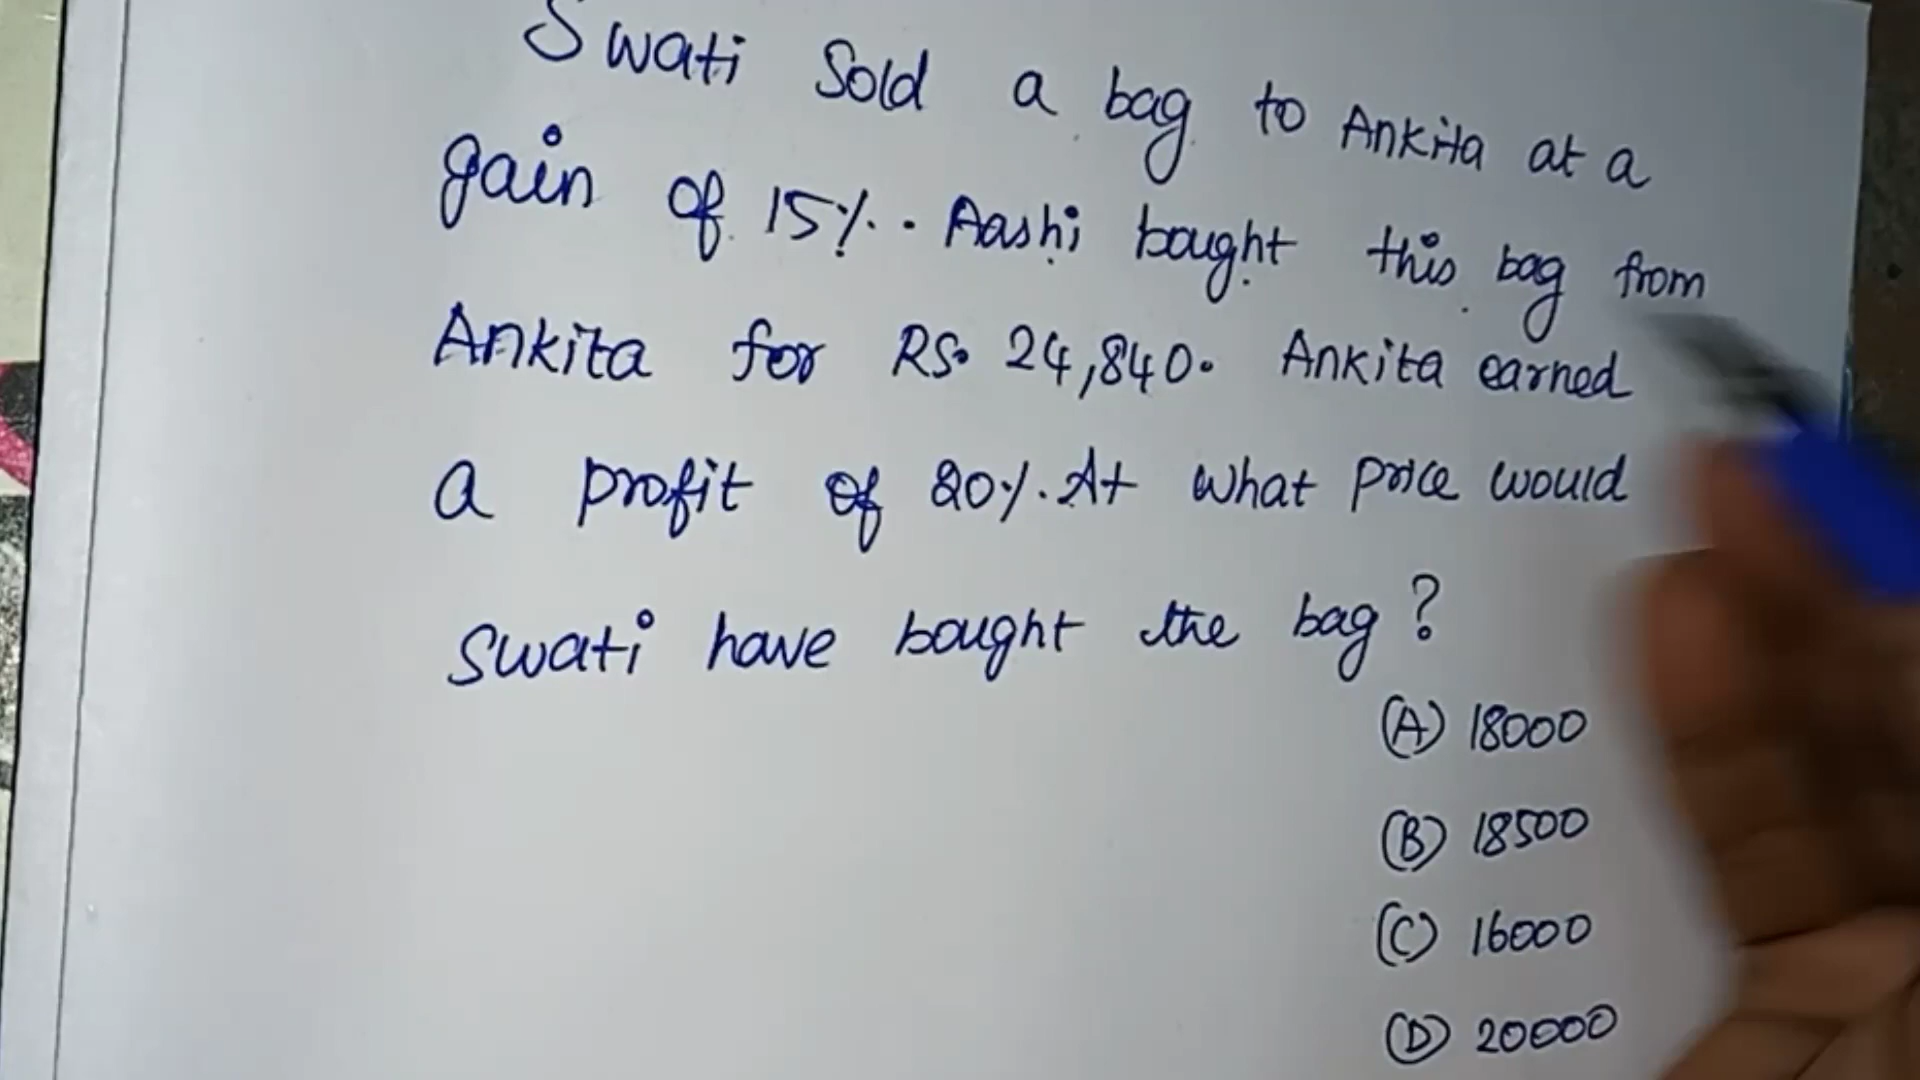 Swati Sold a bag to Ankita at a
gain of 15%. Aashi bought this bag from
Ankita for RS. 24,840. Ankita earned
a profit of 20%. At what price would
Swati have bought the bag?
(A) 18000
(B) 18500
(C) 16000
(D) 20000